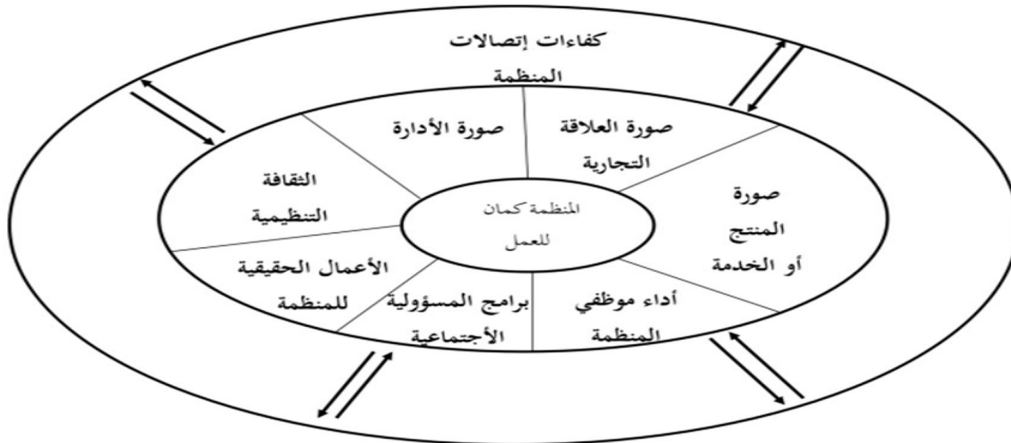 كفاءات إتصالات
المنظمة
صورة العلاقة
التجارية
صورة الأدارة
صورة
المنتج
أو الخدمة
الثقافة
التنظيمية
المنظمة كمان
للعمل
الأعمال الحقيقية
للمنظمة
برامج المسؤولية
الأجتماعية
أداء موظفي
المنظمة